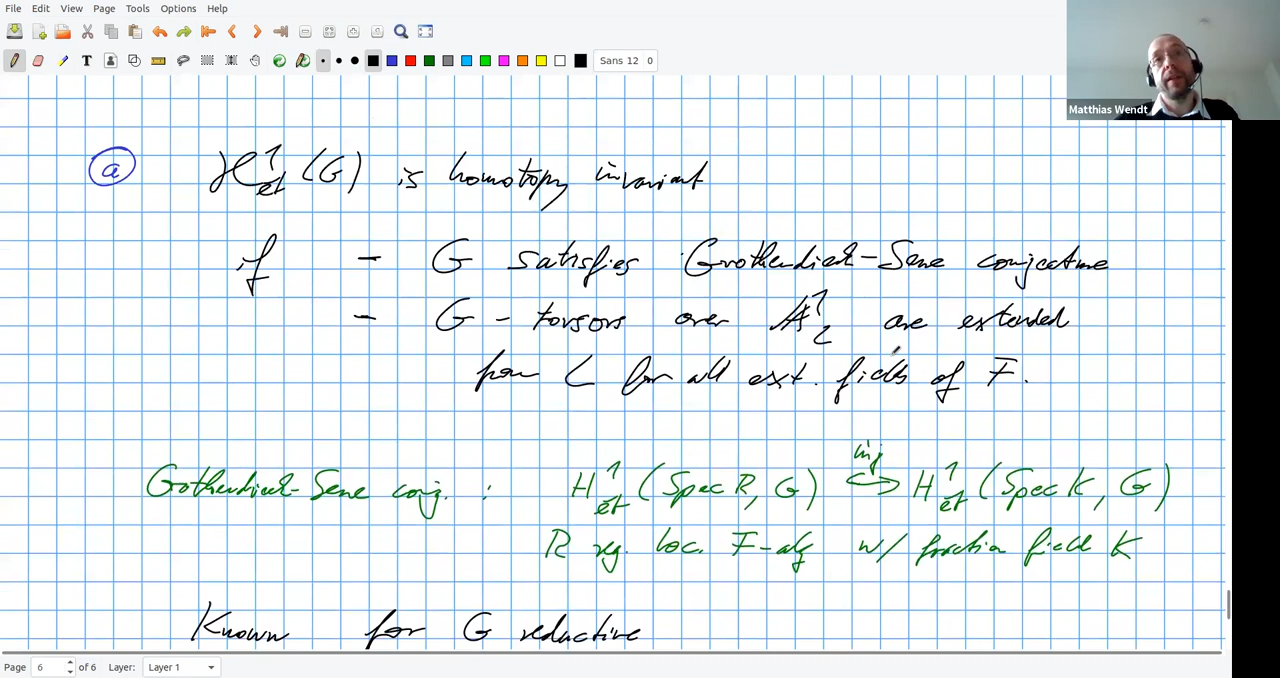 File Edit View Page Tools Options Help
Sans 12 0
Matthias Wendt
a H¹ét (G) is homotopy invariant
if - G satisfies Grothendieck-Serre conjecture
- G-torsors over A¹_L are extended
from L for all ext. fields of F.
Grothendieck-Serre conj. : H¹ét (Spec R, G) inj ↪ H¹ét (Spec K, G)
R reg. loc. F-alg w/ fraction field K
Known for G reductive
Page 6 of 6 Layer: Layer 1